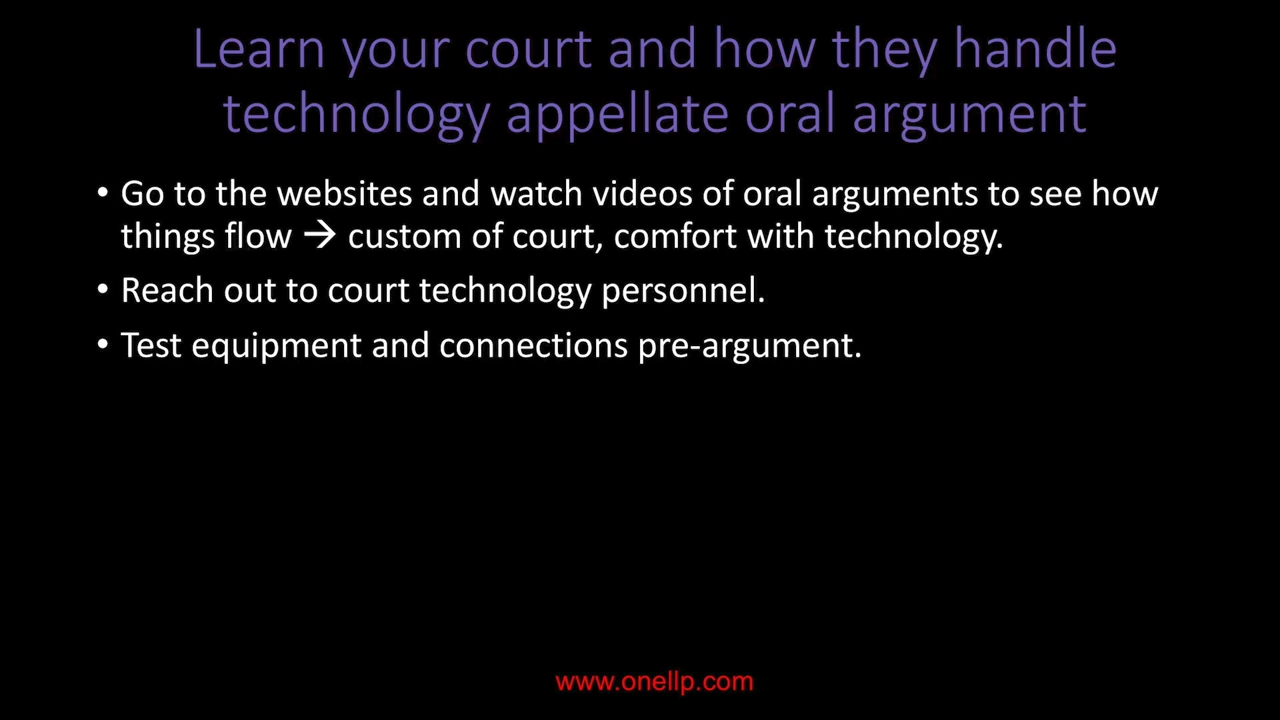 Learn your court and how they handle
technology appellate oral argument
• Go to the websites and watch videos of oral arguments to see how
things flow → custom of court, comfort with technology.
• Reach out to court technology personnel.
• Test equipment and connections pre-argument.
www.onellp.com